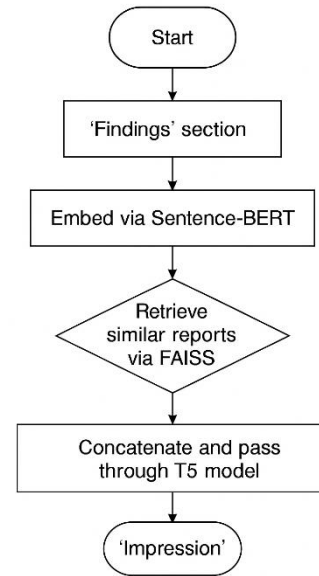 Start
‘Findings’ section
Embed via Sentence-BERT
Retrieve
similar reports
via FAISS
Concatenate and pass
through T5 model
‘Impression’